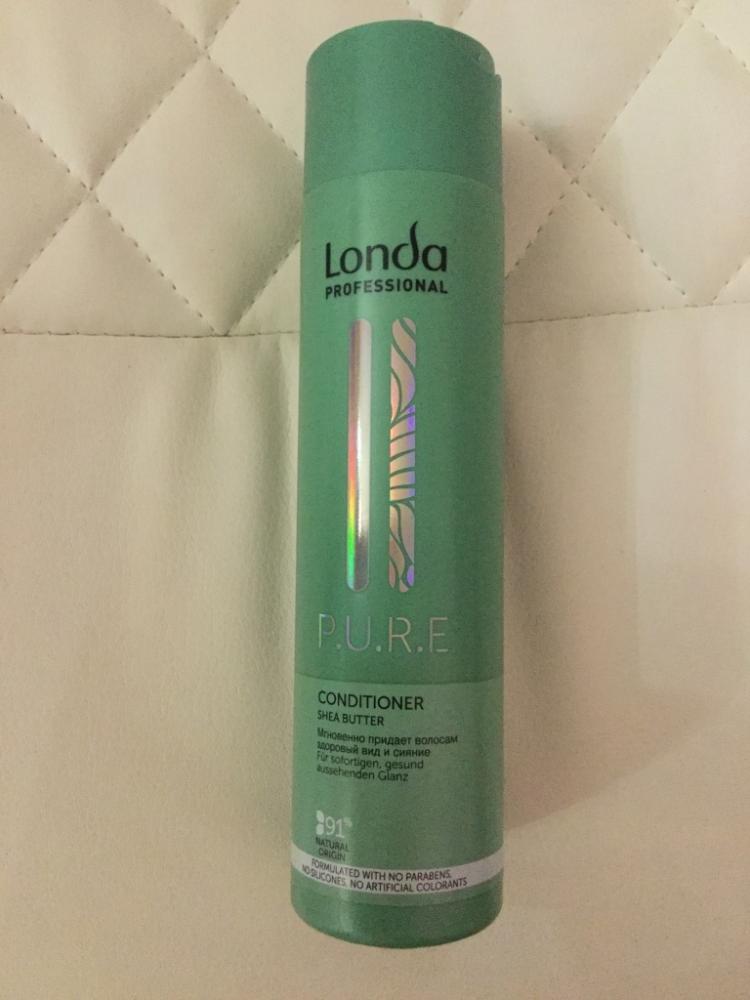 Londa
PROFESSIONAL
P.U.R.E
CONDITIONER
SHEA BUTTER
Мгновенно придает волосам
здоровый вид и сияние
Für sofortigen, gesund
aussehenden Glanz
91%
NATURAL
ORIGIN
FORMULATED WITH NO PARABENS,
NO SILICONES, NO ARTIFICIAL COLORANTS